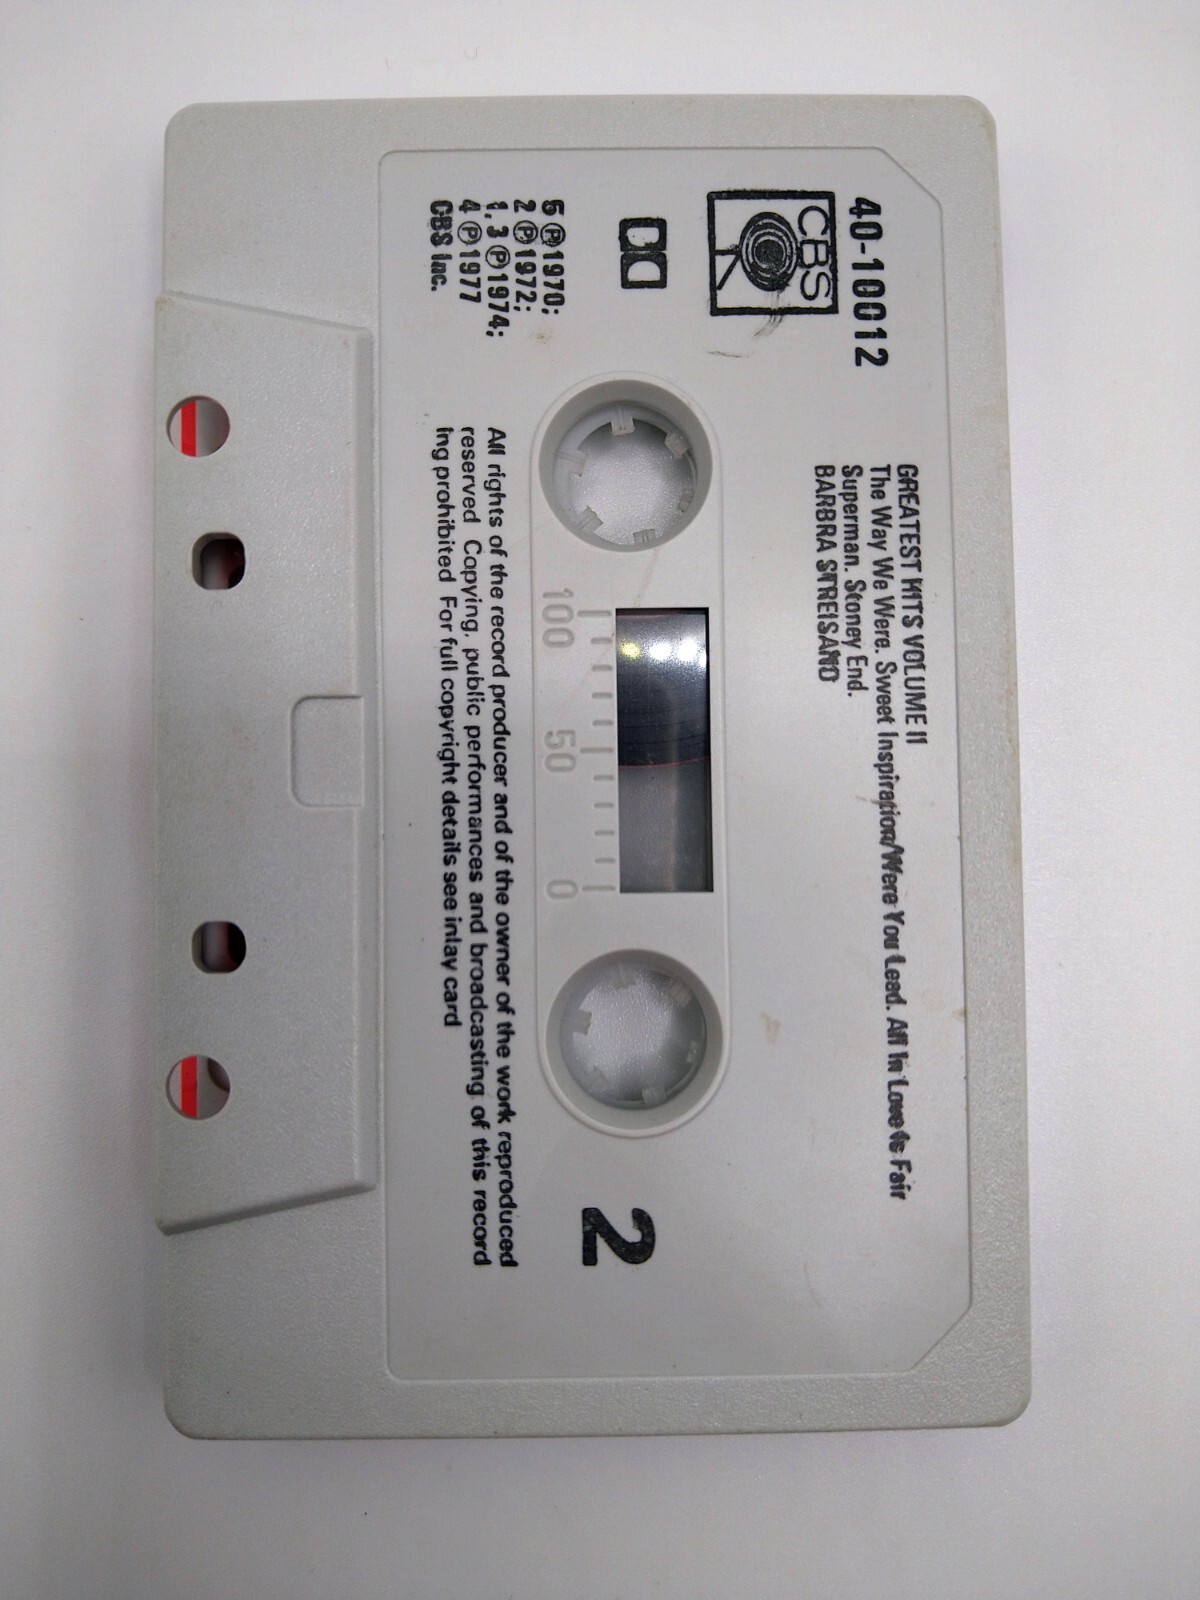 40-10012
CBS
GREATEST HITS VOLUME II
The Way We Were. Sweet Inspiration/Were You Lead. All In Love Is Fair
Superman. Stoney End.
BARBRA STREISAND
5 Ⓟ 1970;
2 Ⓟ 1972;
1, 3 Ⓟ 1974;
4 Ⓟ 1977
CBS Inc.
100 50 0
2
All rights of the record producer and of the owner of the work reproduced
reserved Copying, public performances and broadcasting of this record
ing prohibited For full copyright details see inlay card